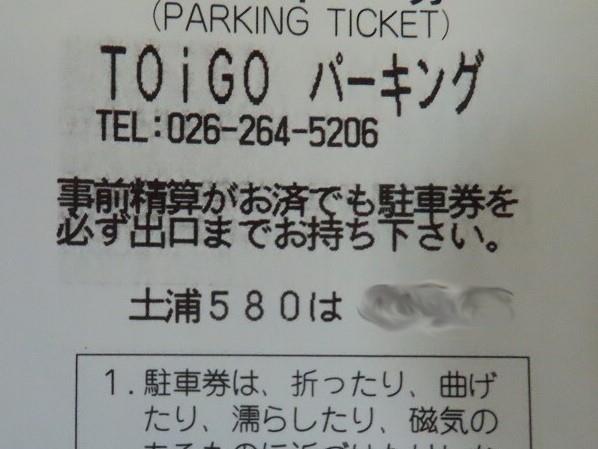 (PARKING TICKET)
TOiGO パーキング
TEL:026-264-5206
事前精算がお済でも駐車券を
必ず出口までお持ち下さい。
土浦580は
1.駐車券は、折ったり、曲げ
たり、濡らしたり、磁気の